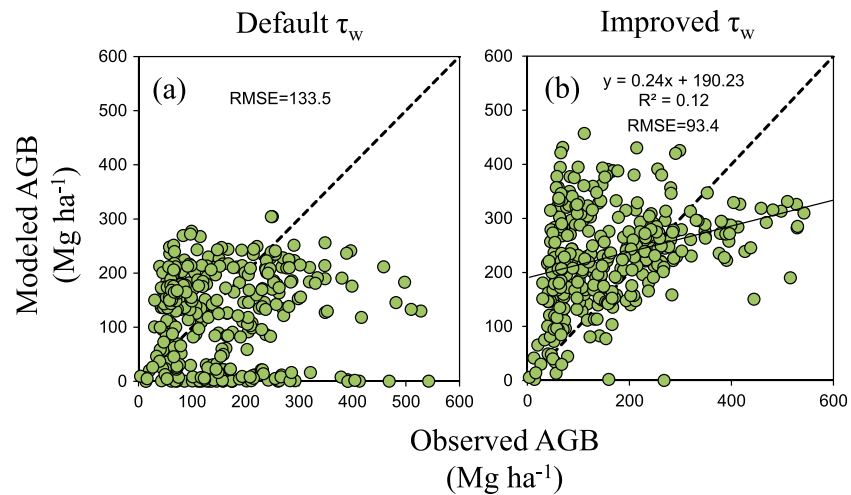 Default τw
Improved τw
600
500
400
300
200
100
0
(a)
RMSE=133.5
0 100 200 300 400 500 600
600
500
400
300
200
100
0
(b)
y = 0.24x + 190.23
R² = 0.12
RMSE=93.4
0 200 400 600
Modeled AGB
(Mg ha⁻¹)
Observed AGB
(Mg ha⁻¹)